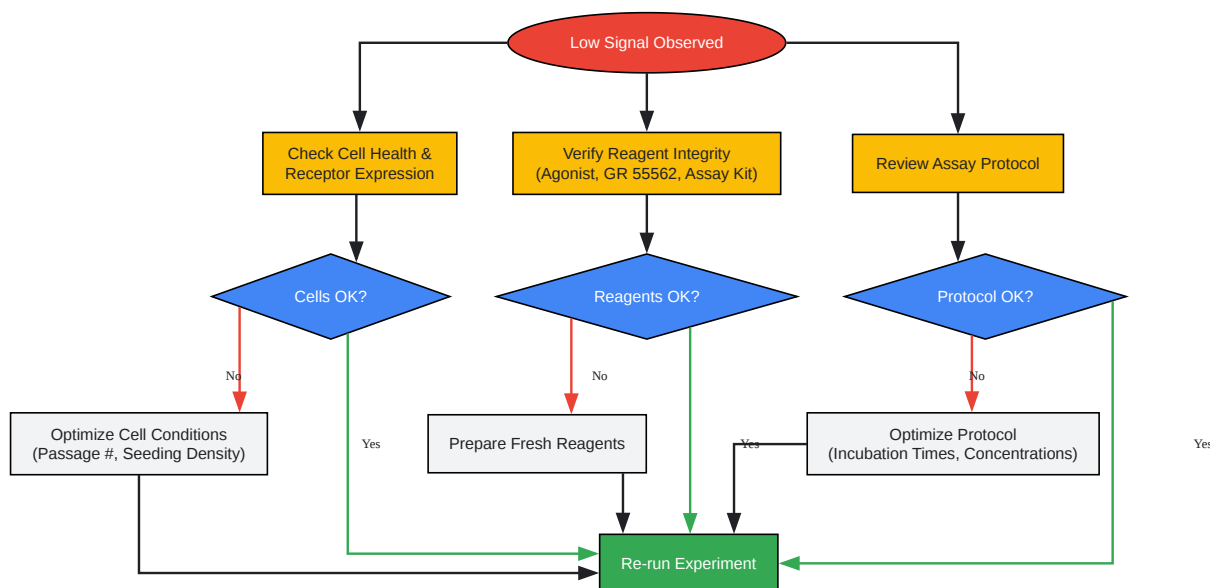 Low Signal Observed
Check Cell Health &
Receptor Expression
Verify Reagent Integrity
(Agonist, GR 55562, Assay Kit)
Review Assay Protocol
Cells OK?
Reagents OK?
Protocol OK?
No
No
No
Optimize Cell Conditions
(Passage #, Seeding Density)
Yes
Prepare Fresh Reagents
Yes
Optimize Protocol
(Incubation Times, Concentrations)
Yes
Re-run Experiment